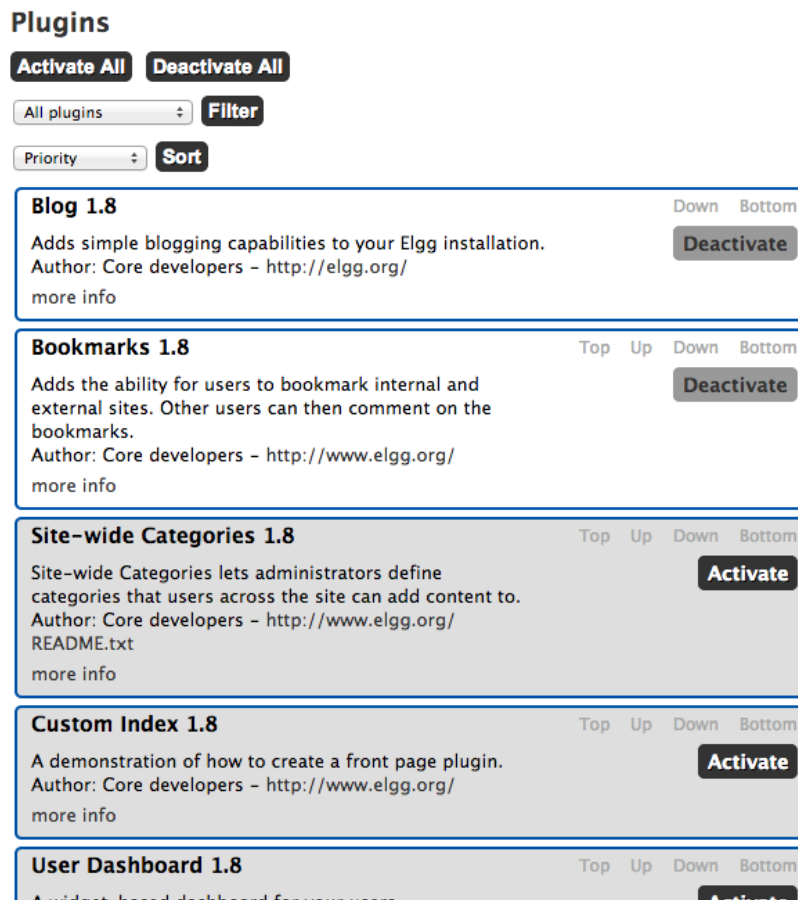 Plugins
Activate All Deactivate All
All plugins Filter
Priority Sort
Blog 1.8 Down Bottom
Adds simple blogging capabilities to your Elgg installation. Deactivate
Author: Core developers – http://elgg.org/
more info
Bookmarks 1.8 Top Up Down Bottom
Adds the ability for users to bookmark internal and Deactivate
external sites. Other users can then comment on the
bookmarks.
Author: Core developers – http://www.elgg.org/
more info
Site-wide Categories 1.8 Top Up Down Bottom
Site-wide Categories lets administrators define Activate
categories that users across the site can add content to.
Author: Core developers – http://www.elgg.org/
README.txt
more info
Custom Index 1.8 Top Up Down Bottom
A demonstration of how to create a front page plugin. Activate
Author: Core developers – http://www.elgg.org/
more info
User Dashboard 1.8 Top Up Down Bottom
A widget-based dashboard for your users Activate